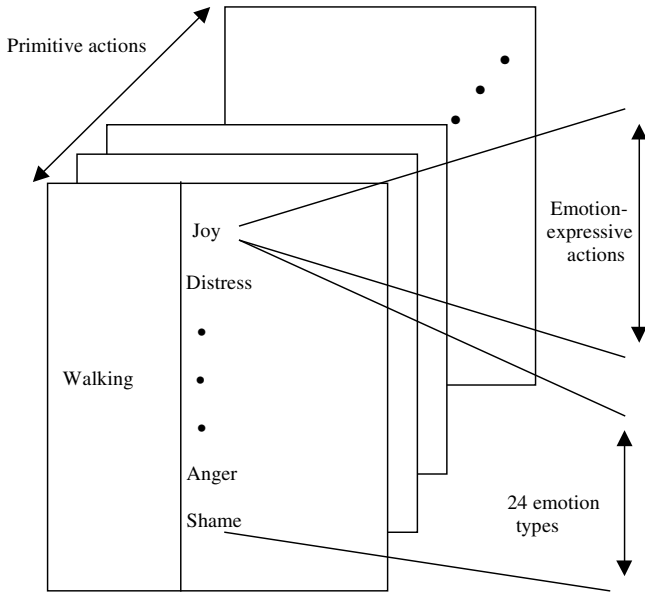 Primitive actions
Joy
Emotion-
expressive
actions
Distress
Walking
Anger
24 emotion
types
Shame